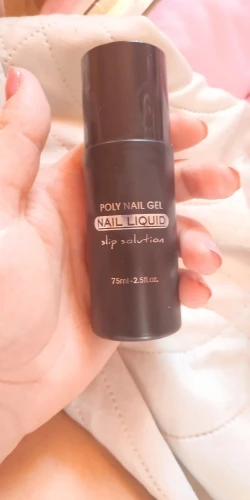 POLY NAIL GEL
NAIL LIQUID
slip solution
75ml-2.5fl.oz.